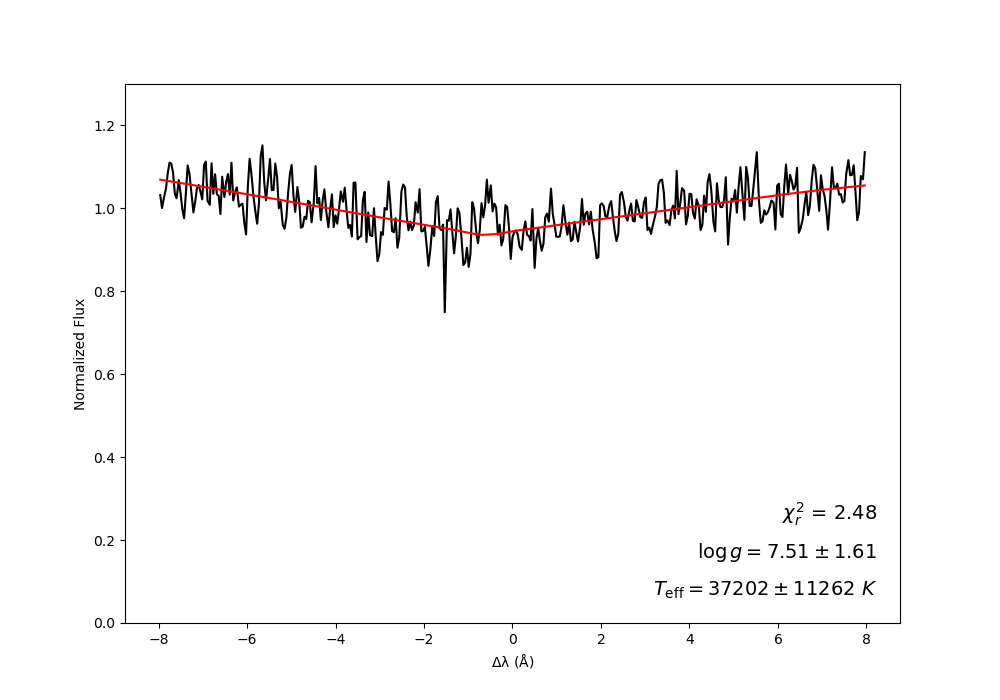 1.2
1.0
0.8
0.6
0.4
0.2
0.0
Normalized Flux
χ²ᵣ = 2.48
log g = 7.51 ± 1.61
T_eff = 37202 ± 11262 K
−8 −6 −4 −2 0 2 4 6 8
Δλ (Å)